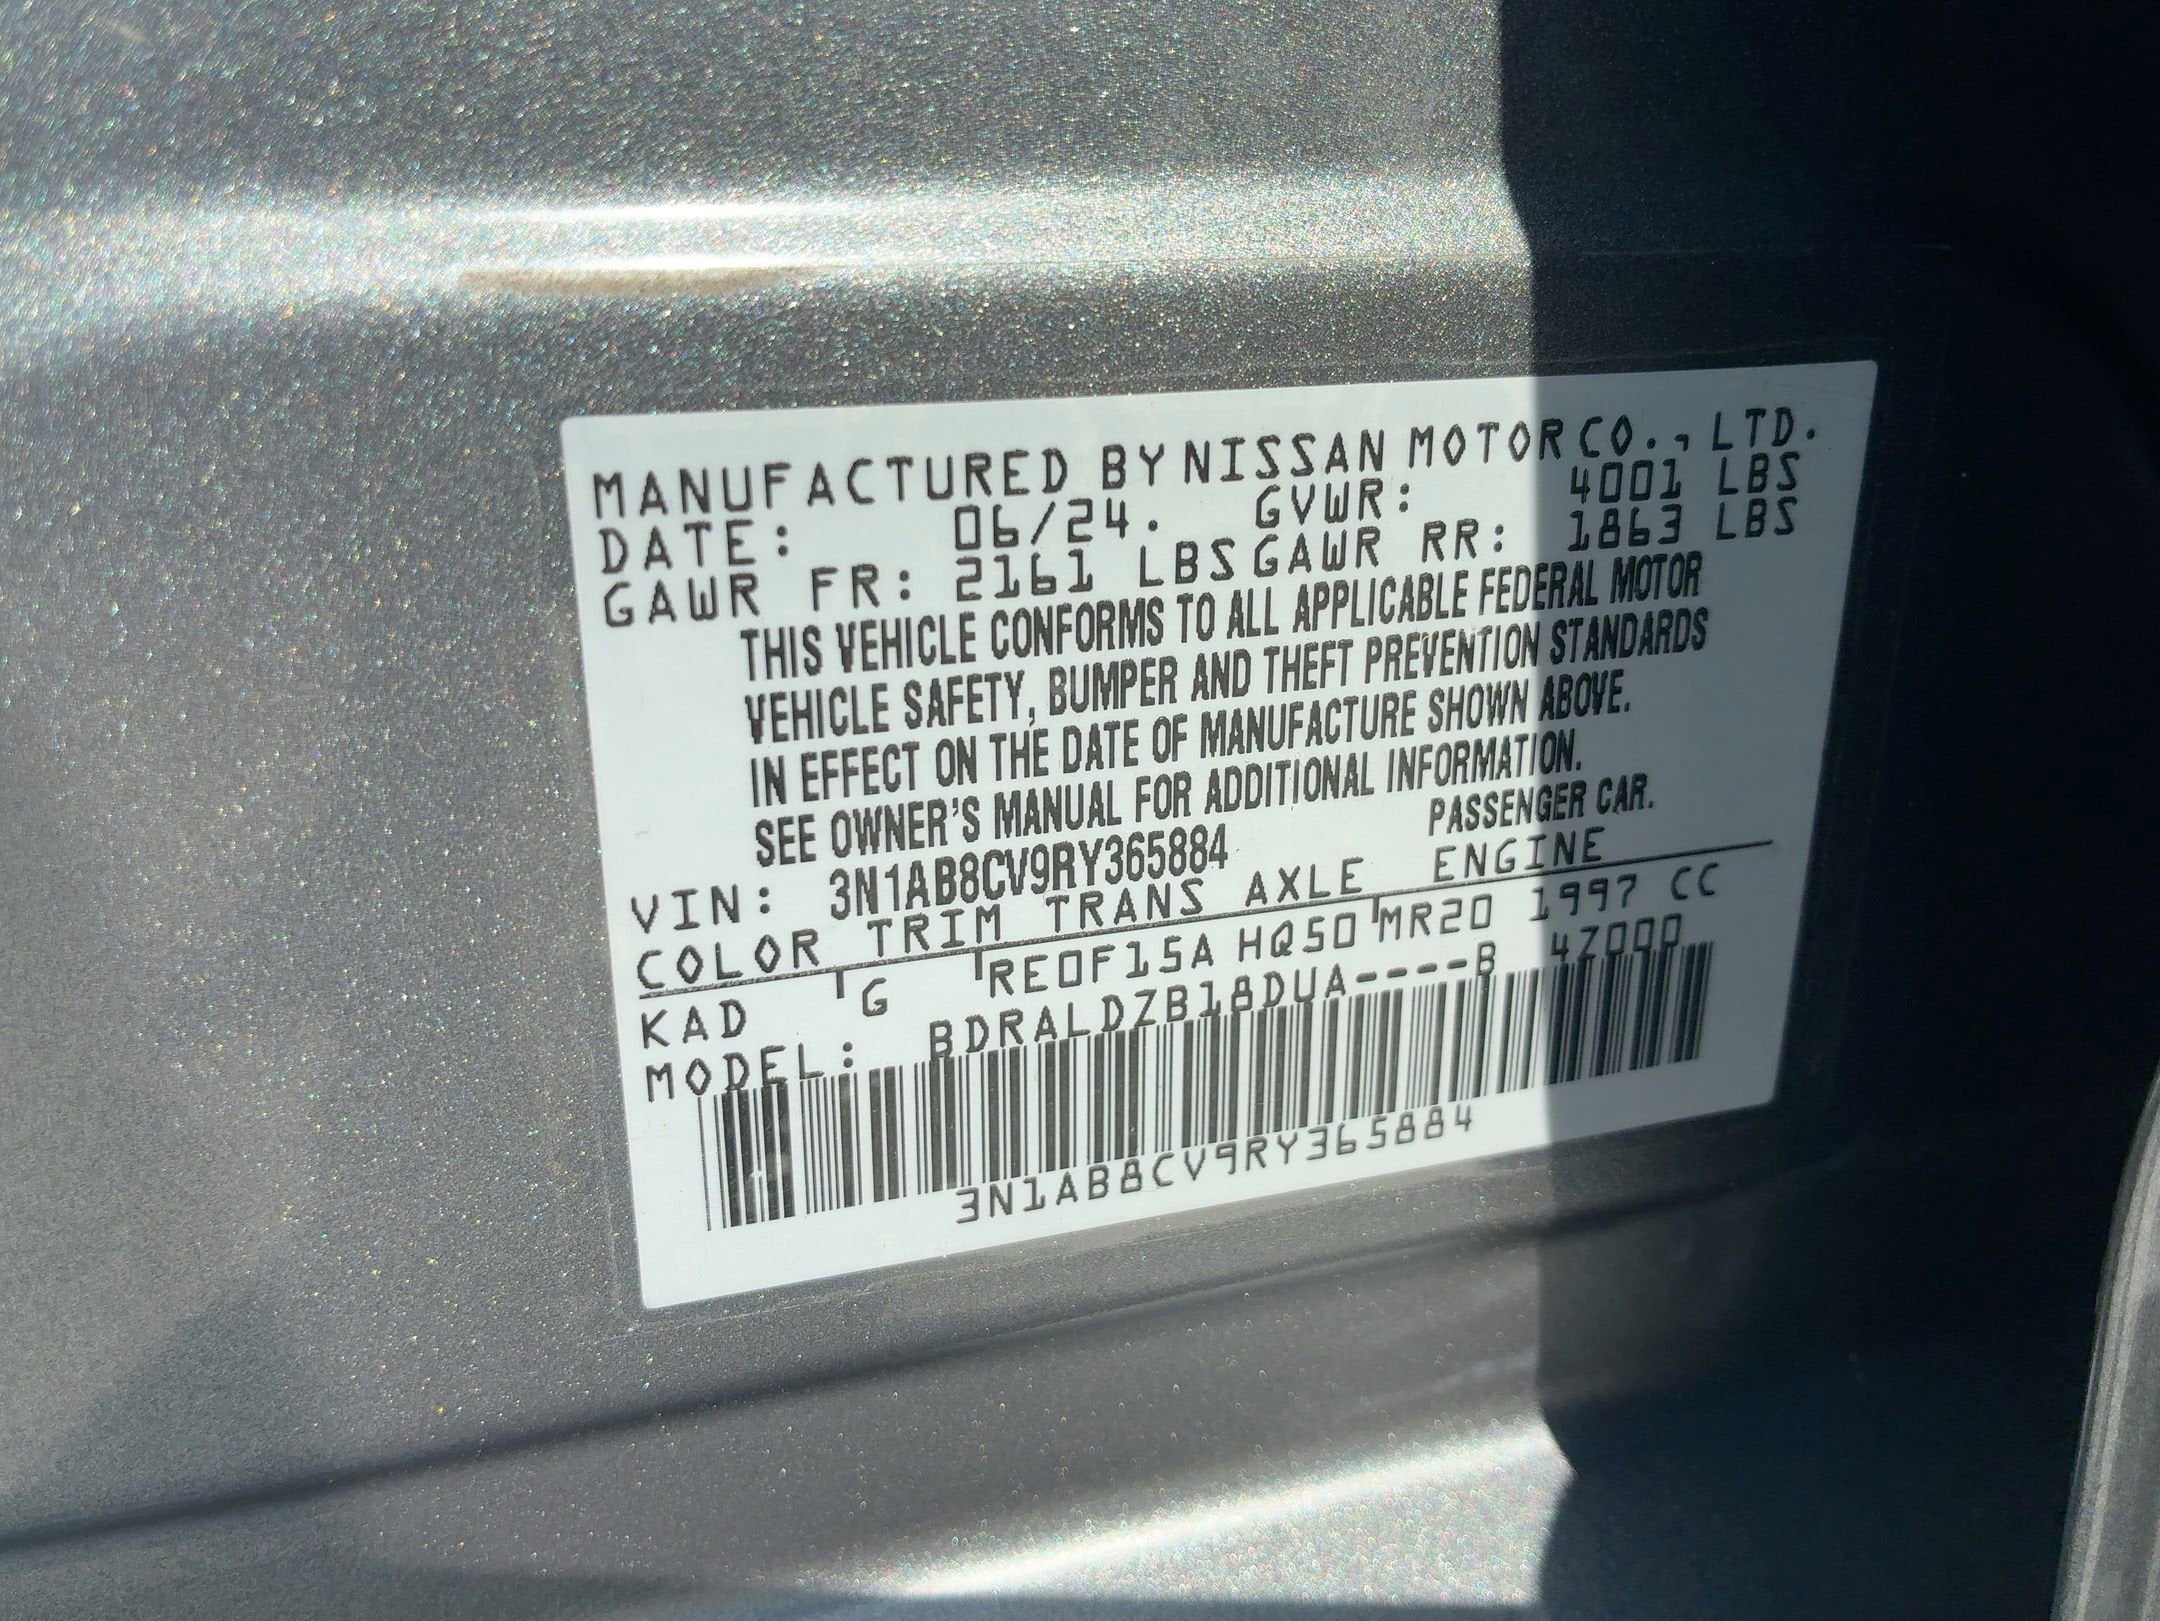 MANUFACTURED BY NISSAN MOTOR CO., LTD.
DATE: 06/24. GVWR: 4001 LBS
GAWR FR: 2161 LBS GAWR RR: 1863 LBS
THIS VEHICLE CONFORMS TO ALL APPLICABLE FEDERAL MOTOR
VEHICLE SAFETY, BUMPER AND THEFT PREVENTION STANDARDS
IN EFFECT ON THE DATE OF MANUFACTURE SHOWN ABOVE.
SEE OWNER'S MANUAL FOR ADDITIONAL INFORMATION.
VIN: 3N1AB8CV9RY365884 PASSENGER CAR.
COLOR TRIM TRANS AXLE ENGINE
KAD G RE0F15A HQ50 MR20 1997 CC
MODEL: BDRALDZB18DUA----B 4Z000
3N1AB8CV9RY365884